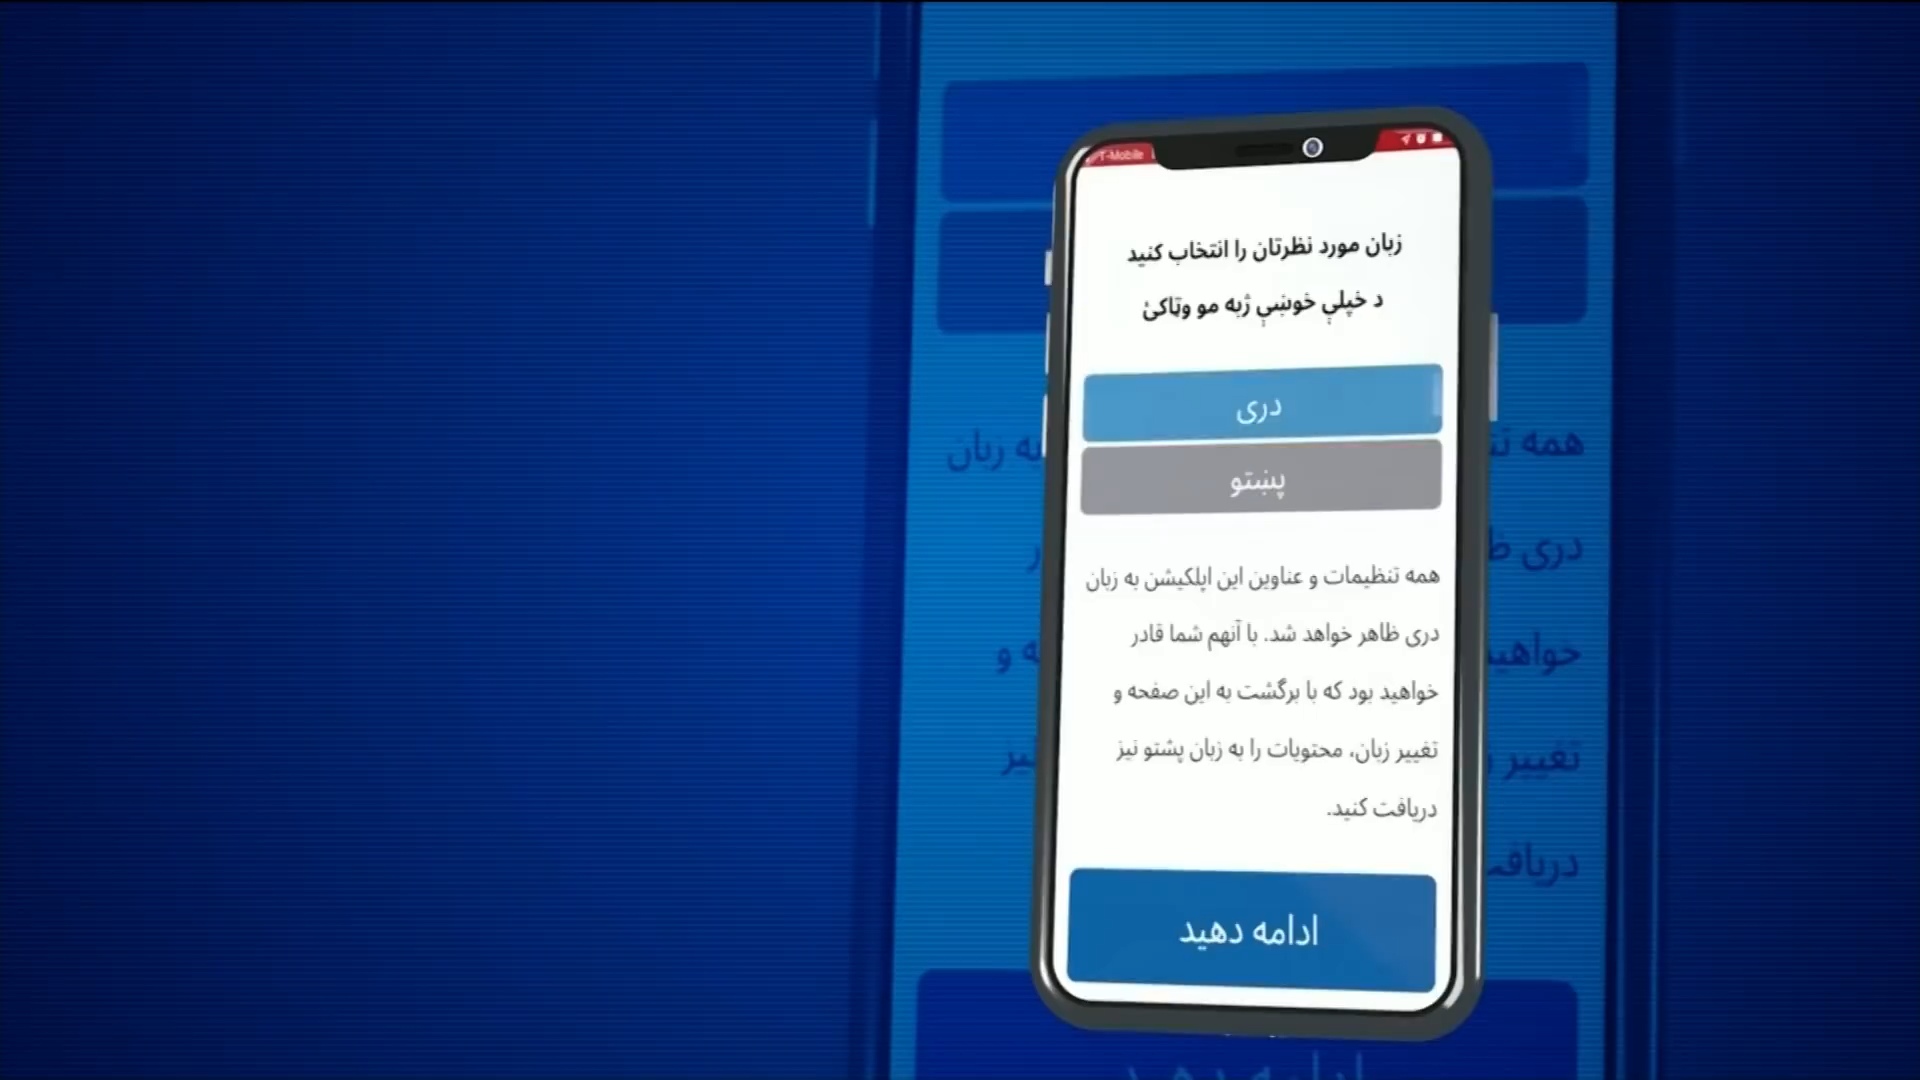 T-Mobile
زبان مورد نظرتان را انتخاب کنید
د خپلې خوښې ژبه مو وټاکئ
دری
پښتو
همه تنظیمات و عناوین این اپلکیشن به زبان
دری ظاهر خواهد شد. با آنهم شما قادر
خواهید بود که با برگشت به این صفحه و
تغییر زبان، محتویات را به زبان پشتو نیز
دریافت کنید.
ادامه دهید